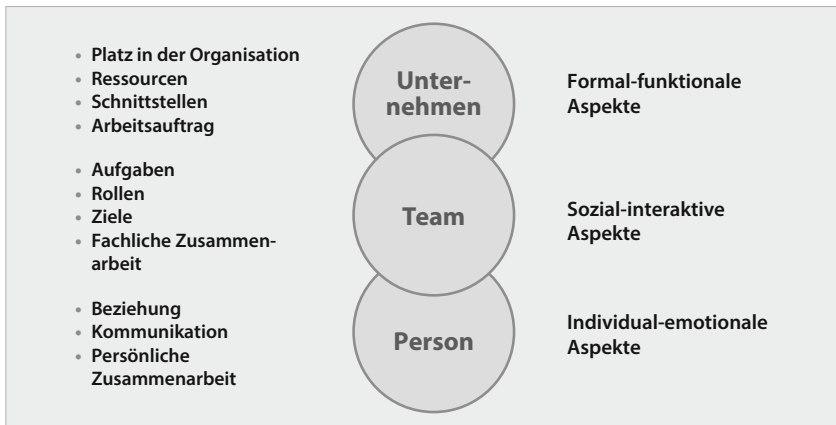 • Platz in der Organisation
• Ressourcen
• Schnittstellen
• Arbeitsauftrag
Unter-
nehmen
Formal-funktionale
Aspekte
• Aufgaben
• Rollen
• Ziele
• Fachliche Zusammen-
arbeit
Team
Sozial-interaktive
Aspekte
• Beziehung
• Kommunikation
• Persönliche
Zusammenarbeit
Person
Individual-emotionale
Aspekte